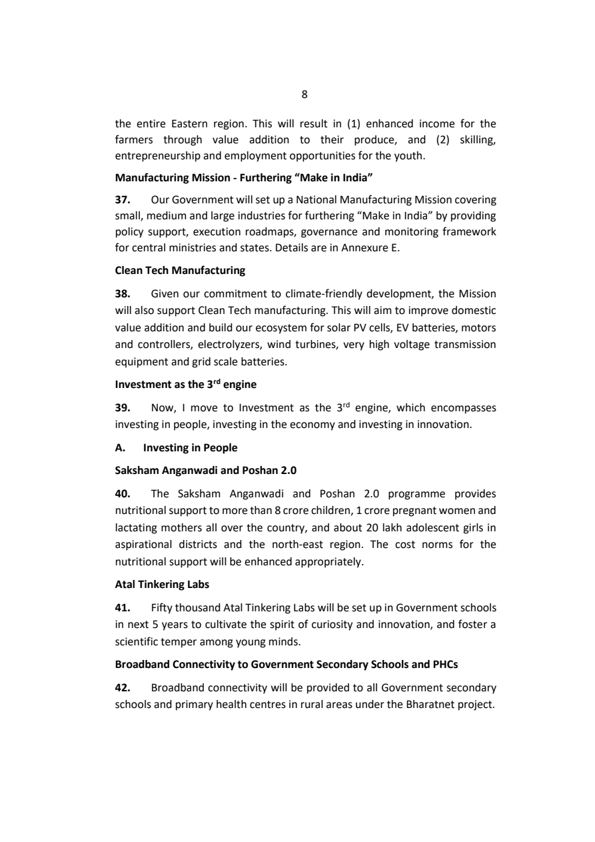 8
the entire Eastern region. This will result in (1) enhanced income for the
farmers through value addition to their produce, and (2) skilling,
entrepreneurship and employment opportunities for the youth.
Manufacturing Mission - Furthering “Make in India”
37. Our Government will set up a National Manufacturing Mission covering
small, medium and large industries for furthering “Make in India” by providing
policy support, execution roadmaps, governance and monitoring framework
for central ministries and states. Details are in Annexure E.
Clean Tech Manufacturing
38. Given our commitment to climate-friendly development, the Mission
will also support Clean Tech manufacturing. This will aim to improve domestic
value addition and build our ecosystem for solar PV cells, EV batteries, motors
and controllers, electrolyzers, wind turbines, very high voltage transmission
equipment and grid scale batteries.
Investment as the 3rd engine
39. Now, I move to Investment as the 3rd engine, which encompasses
investing in people, investing in the economy and investing in innovation.
A. Investing in People
Saksham Anganwadi and Poshan 2.0
40. The Saksham Anganwadi and Poshan 2.0 programme provides
nutritional support to more than 8 crore children, 1 crore pregnant women and
lactating mothers all over the country, and about 20 lakh adolescent girls in
aspirational districts and the north-east region. The cost norms for the
nutritional support will be enhanced appropriately.
Atal Tinkering Labs
41. Fifty thousand Atal Tinkering Labs will be set up in Government schools
in next 5 years to cultivate the spirit of curiosity and innovation, and foster a
scientific temper among young minds.
Broadband Connectivity to Government Secondary Schools and PHCs
42. Broadband connectivity will be provided to all Government secondary
schools and primary health centres in rural areas under the Bharatnet project.